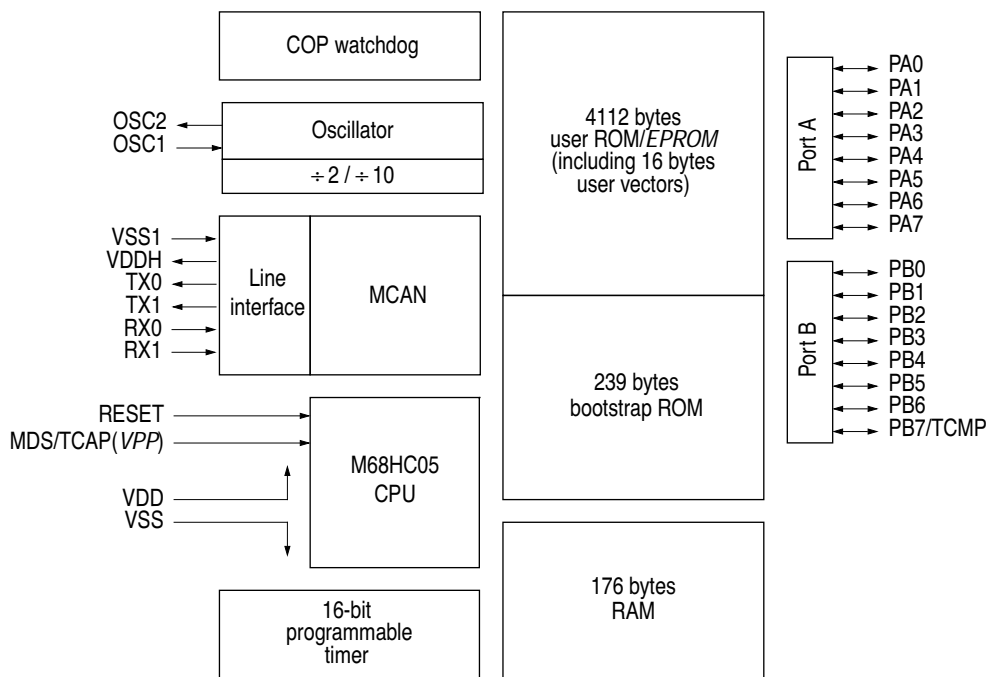 COP watchdog
OSC2
OSC1
Oscillator
÷2 / ÷10
VSS1
VDDH
TX0
TX1
RX0
RX1
Line
interface
MCAN
RESET
MDS/TCAP(VPP)
VDD
VSS
M68HC05
CPU
16-bit
programmable
timer
4112 bytes
user ROM/EPROM
(including 16 bytes
user vectors)
239 bytes
bootstrap ROM
176 bytes
RAM
Port A
PA0
PA1
PA2
PA3
PA4
PA5
PA6
PA7
Port B
PB0
PB1
PB2
PB3
PB4
PB5
PB6
PB7/TCMP